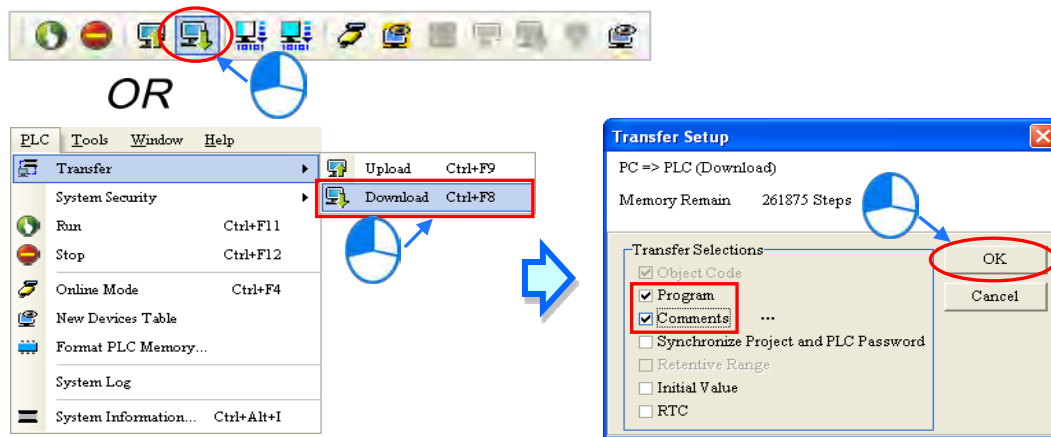 10101
10101
OR
PLC Tools Window Help
Transfer
System Security
Run Ctrl+F11
Stop Ctrl+F12
Online Mode Ctrl+F4
New Devices Table
Format PLC Memory...
System Log
System Information... Ctrl+Alt+I
Upload Ctrl+F9
Download Ctrl+F8
Transfer Setup
PC => PLC (Download)
Memory Remain 261875 Steps
Transfer Selections
Object Code
Program
Comments ...
Synchronize Project and PLC Password
Retentive Range
Initial Value
RTC
OK
Cancel